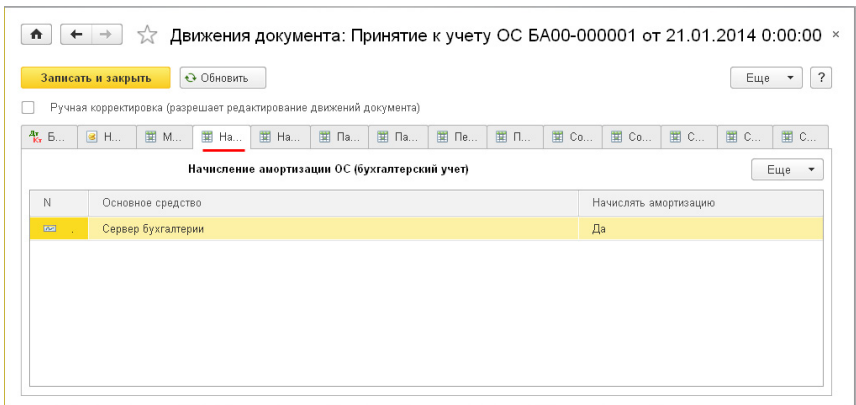 Движения документа: Принятие к учету ОС БА00-000001 от 21.01.2014 0:00:00 ×
Записать и закрыть Обновить Еще ?
Ручная корректировка (разрешает редактирование движений документа)
Дт Кт Б... Н... М... На... На... Па... Па... Пе... П... Со... Со... С... С... С...
Начисление амортизации ОС (бухгалтерский учет) Еще
N Основное средство Начислять амортизацию
Сервер бухгалтерии Да